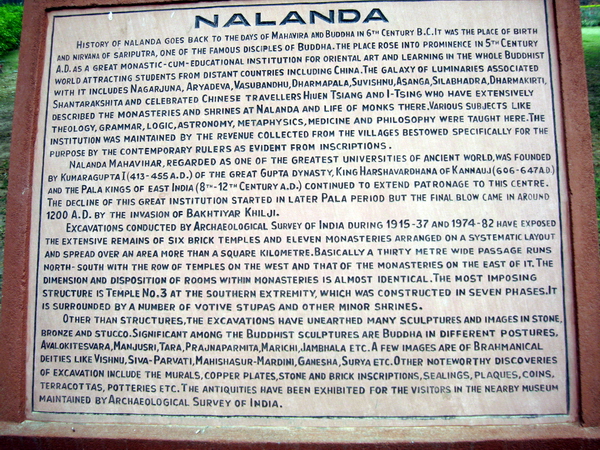 NALANDA
HISTORY OF NALANDA GOES BACK TO THE DAYS OF MAHAVIRA AND BUDDHA IN 6TH CENTURY B.C. IT WAS THE PLACE OF BIRTH
AND NIRVANA OF SARIPUTRA, ONE OF THE FAMOUS DISCIPLES OF BUDDHA. THE PLACE ROSE INTO PROMINENCE IN 5TH CENTURY
A.D. AS A GREAT MONASTIC-CUM-EDUCATIONAL INSTITUTION FOR ORIENTAL ART AND LEARNING IN THE WHOLE BUDDHIST
WORLD ATTRACTING STUDENTS FROM DISTANT COUNTRIES INCLUDING CHINA. THE GALAXY OF LUMINARIES ASSOCIATED
WITH IT INCLUDES NAGARJUNA, ARYADEVA, VASUBANDHU, DHARMAPALA, SUVISHNU, ASANGA, SILABHADRA, DHARMAKIRTI,
SHANTARAKSHITA AND CELEBRATED CHINESE TRAVELLERS HIUEN TSIANG AND I-TSING WHO HAVE EXTENSIVELY
DESCRIBED THE MONASTERIES AND SHRINES AT NALANDA AND LIFE OF MONKS THERE. VARIOUS SUBJECTS LIKE
THEOLOGY, GRAMMAR, LOGIC, ASTRONOMY, METAPHYSICS, MEDICINE AND PHILOSOPHY WERE TAUGHT HERE. THE
INSTITUTION WAS MAINTAINED BY THE REVENUE COLLECTED FROM THE VILLAGES BESTOWED SPECIFICALLY FOR THE
PURPOSE BY THE CONTEMPORARY RULERS AS EVIDENT FROM INSCRIPTIONS.
NALANDA MAHAVIHAR, REGARDED AS ONE OF THE GREATEST UNIVERSITIES OF ANCIENT WORLD, WAS FOUNDED
BY KUMARAGUPTA I (413-455 A.D.) OF THE GREAT GUPTA DYNASTY, KING HARSHAVARDHANA OF KANNAUJ (606-647 A.D)
AND THE PALA KINGS OF EAST INDIA (8TH-12TH CENTURY A.D.) CONTINUED TO EXTEND PATRONAGE TO THIS CENTRE.
THE DECLINE OF THIS GREAT INSTITUTION STARTED IN LATER PALA PERIOD BUT THE FINAL BLOW CAME IN AROUND
1200 A.D. BY THE INVASION OF BAKHTIYAR KHILJI.
EXCAVATIONS CONDUCTED BY ARCHAEOLOGICAL SURVEY OF INDIA DURING 1915-37 AND 1974-82 HAVE EXPOSED
THE EXTENSIVE REMAINS OF SIX BRICK TEMPLES AND ELEVEN MONASTERIES ARRANGED ON A SYSTEMATIC LAYOUT
AND SPREAD OVER AN AREA MORE THAN A SQUARE KILOMETRE. BASICALLY A THIRTY METRE WIDE PASSAGE RUNS
NORTH-SOUTH WITH THE ROW OF TEMPLES ON THE WEST AND THAT OF THE MONASTERIES ON THE EAST OF IT. THE
DIMENSION AND DISPOSITION OF ROOMS WITHIN MONASTERIES IS ALMOST IDENTICAL. THE MOST IMPOSING
STRUCTURE IS TEMPLE NO. 3 AT THE SOUTHERN EXTREMITY, WHICH WAS CONSTRUCTED IN SEVEN PHASES. IT
IS SURROUNDED BY A NUMBER OF VOTIVE STUPAS AND OTHER MINOR SHRINES.
OTHER THAN STRUCTURES, THE EXCAVATIONS HAVE UNEARTHED MANY SCULPTURES AND IMAGES IN STONE,
BRONZE AND STUCCO. SIGNIFICANT AMONG THE BUDDHIST SCULPTURES ARE BUDDHA IN DIFFERENT POSTURES,
AVALOKITESVARA, MANJUSRI, TARA, PRAJNAPARMITA, MARICHI, JAMBHALA ETC. A FEW IMAGES ARE OF BRAHMANICAL
DEITIES LIKE VISHNU, SIVA-PARVATI, MAHISHASUR-MARDINI, GANESHA, SURYA ETC. OTHER NOTEWORTHY DISCOVERIES
OF EXCAVATION INCLUDE THE MURALS, COPPER PLATES, STONE AND BRICK INSCRIPTIONS, SEALINGS, PLAQUES, COINS,
TERRACOTTAS, POTTERIES ETC. THE ANTIQUITIES HAVE BEEN EXHIBITED FOR THE VISITORS IN THE NEARBY MUSEUM
MAINTAINED BY ARCHAEOLOGICAL SURVEY OF INDIA.